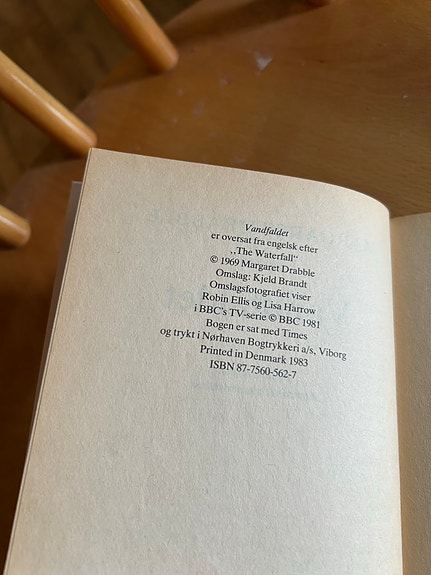 Vandfaldet
er oversat fra engelsk efter
,,The Waterfall“
© 1969 Margaret Drabble
Omslag: Kjeld Brandt
Omslagsfotografiet viser
Robin Ellis og Lisa Harrow
i BBC's TV-serie © BBC 1981
Bogen er sat med Times
og trykt i Nørhaven Bogtrykkeri a/s, Viborg
Printed in Denmark 1983
ISBN 87-7560-562-7